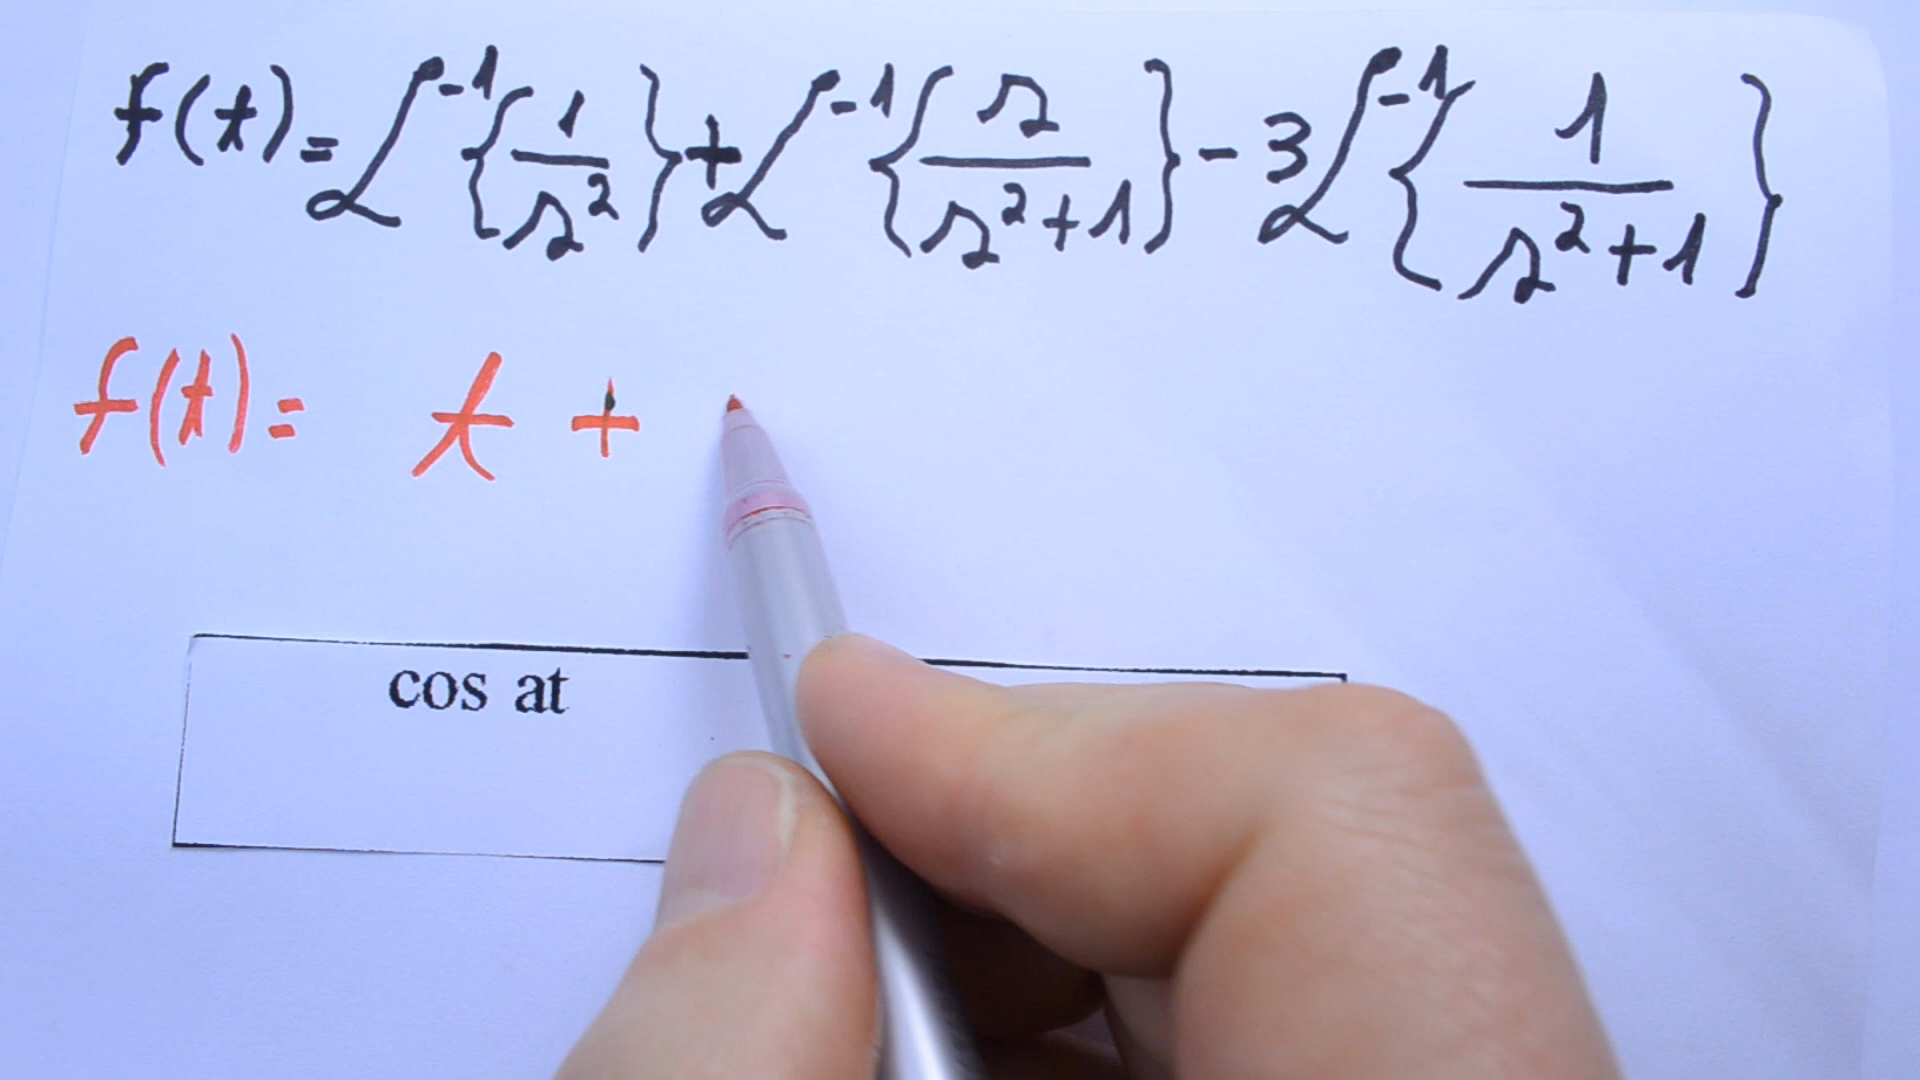 f(t) = ℒ⁻¹{1/s²} + ℒ⁻¹{s/(s²+1)} - 3ℒ⁻¹{1/(s²+1)}
f(t) = t +
cos at